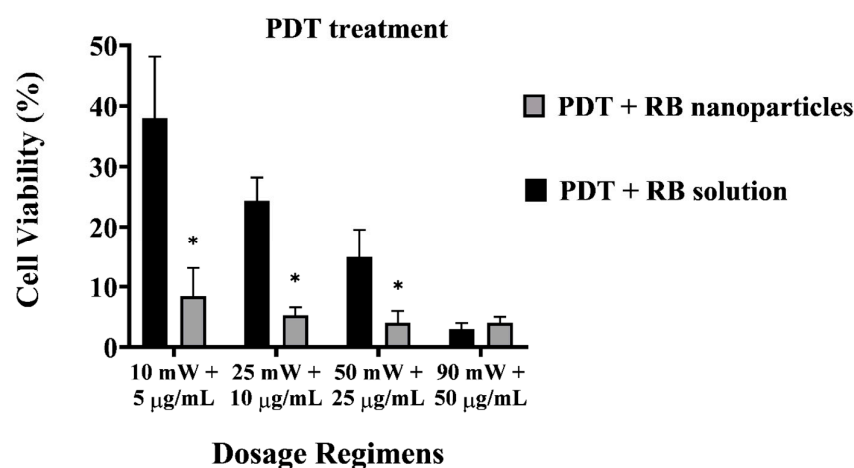 PDT treatment
Cell Viability (%)
50
40
30
20
10
0
*
*
*
10 mW +
5 μg/mL
25 mW +
10 μg/mL
50 mW +
25 μg/mL
90 mW +
50 μg/mL
Dosage Regimens
PDT + RB nanoparticles
PDT + RB solution